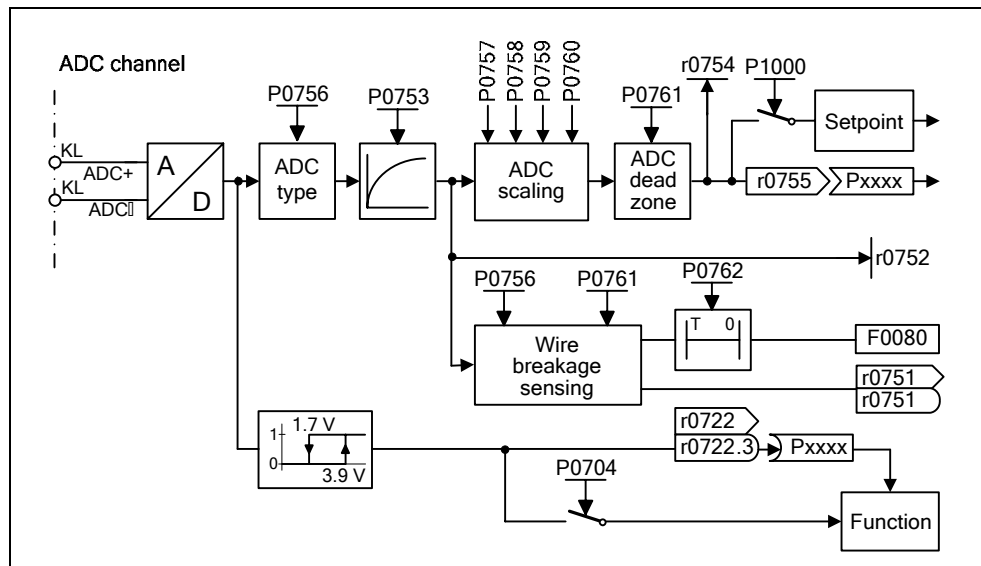 ADC channel
KL
ADC+
KL
ADC▯
A
D
P0756
ADC
type
P0753
P0757
P0758
P0759
P0760
ADC
scaling
P0761
ADC
dead
zone
r0754
P1000
Setpoint
r0755
Pxxxx
r0752
P0756
P0761
Wire
breakage
sensing
P0762
T
0
F0080
r0751
r0751
1.7 V
1
0
3.9 V
r0722
r0722.3
Pxxxx
P0704
Function